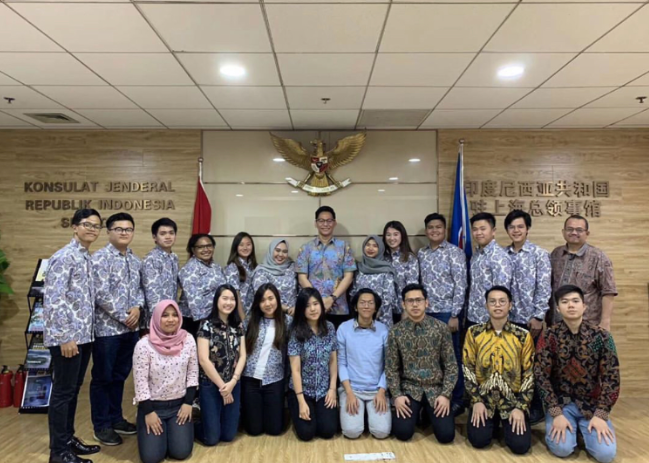 KONSULAT JENDERAL
REPUBLIK INDONESIA
印度尼西亚共和国
驻上海总领事馆